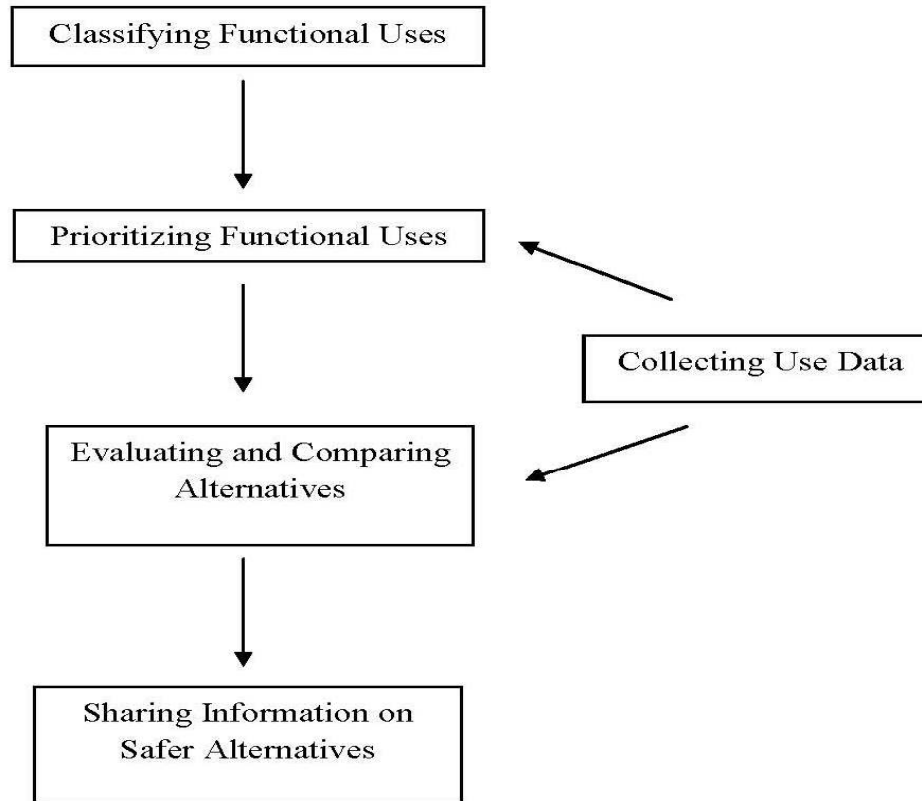 Classifying Functional Uses
Prioritizing Functional Uses
Collecting Use Data
Evaluating and Comparing
Alternatives
Sharing Information on
Safer Alternatives